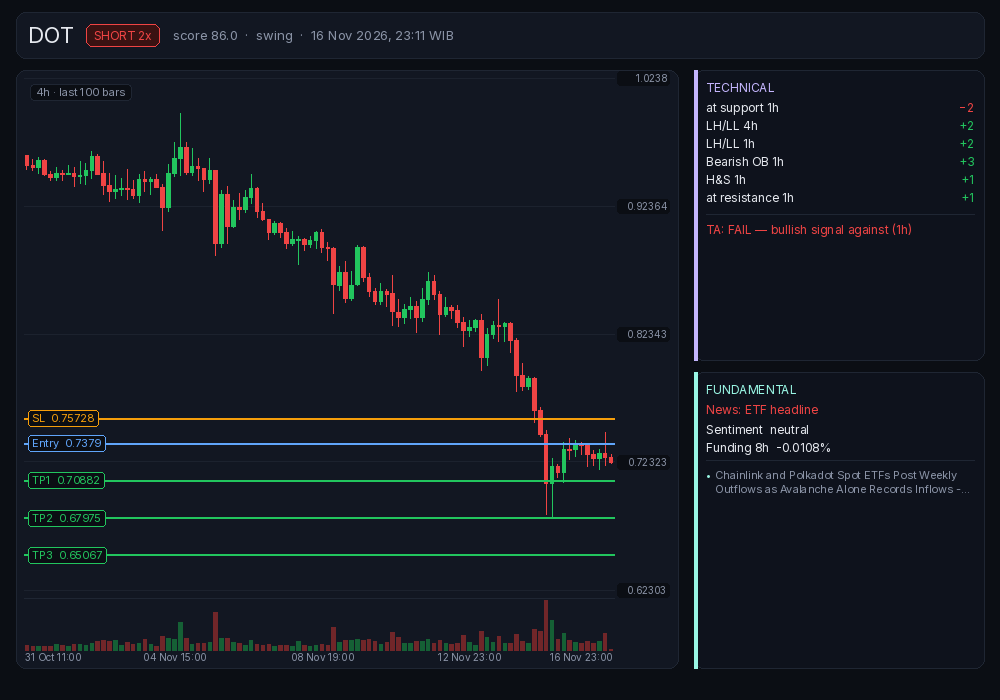 DOT SHORT 2x score 86.0 · swing · 16 Nov 2026, 23:11 WIB
4h · last 100 bars
1.0238
0.92364
0.82343
0.72323
0.62303
SL 0.75728
Entry 0.7379
TP1 0.70882
TP2 0.67975
TP3 0.65067
31 Oct 11:00 04 Nov 15:00 08 Nov 19:00 12 Nov 23:00 16 Nov 23:00
TECHNICAL
at support 1h −2
LH/LL 4h +2
LH/LL 1h +2
Bearish OB 1h +3
H&S 1h +1
at resistance 1h +1
TA: FAIL — bullish signal against (1h)
FUNDAMENTAL
News: ETF headline
Sentiment neutral
Funding 8h -0.0108%
• Chainlink and Polkadot Spot ETFs Post Weekly
Outflows as Avalanche Alone Records Inflows -...